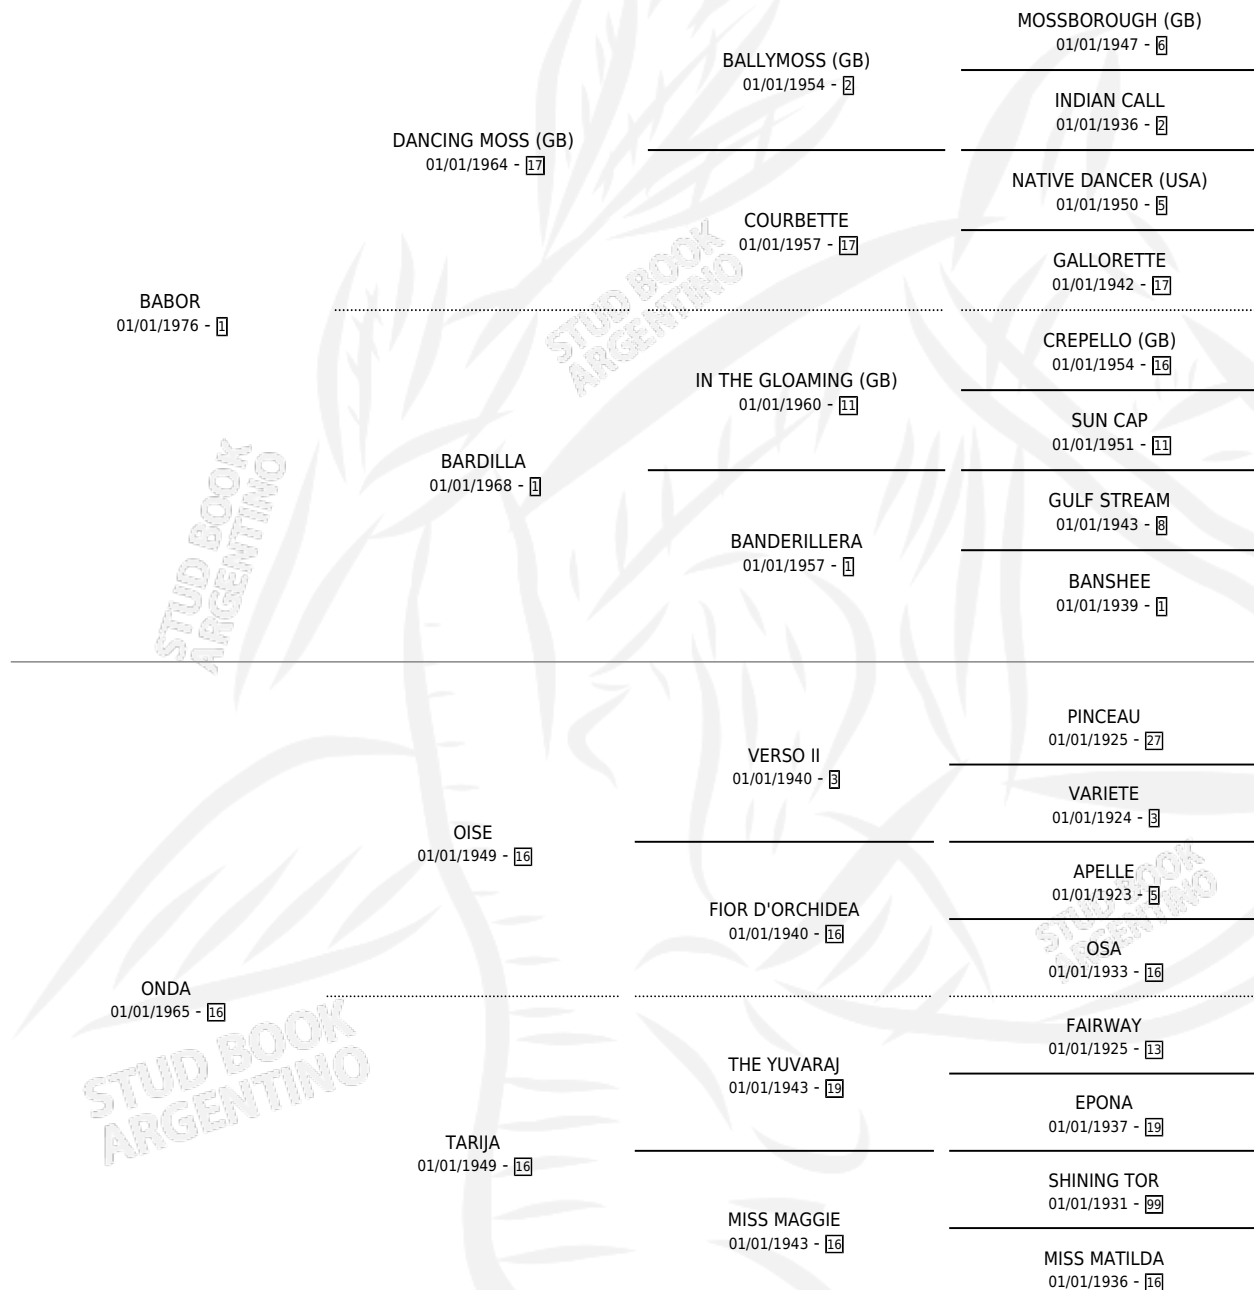 MOSSBOROUGH (GB)
01/01/1947 - 6
BALLYMOSS (GB)
01/01/1954 - 2
INDIAN CALL
01/01/1936 - 2
DANCING MOSS (GB)
01/01/1964 - 17
NATIVE DANCER (USA)
01/01/1950 - 5
COURBETTE
01/01/1957 - 17
GALLORETTE
01/01/1942 - 17
BABOR
01/01/1976 - 1
STUD BOOK
ARGENTINO
CREPELLO (GB)
01/01/1954 - 16
IN THE GLOAMING (GB)
01/01/1960 - 11
SUN CAP
01/01/1951 - 11
BARDILLA
01/01/1968 - 1
GULF STREAM
01/01/1943 - 8
BANDERILLERA
01/01/1957 - 1
BANSHEE
01/01/1939 - 1
STUD BOOK
ARGENTINO
PINCEAU
01/01/1925 - 27
VERSO II
01/01/1940 - 3
VARIETE
01/01/1924 - 3
OISE
01/01/1949 - 16
APELLE
01/01/1923 - 5
FIOR D'ORCHIDEA
01/01/1940 - 16
STUD BOOK
ARGENTINO
OSA
01/01/1933 - 16
ONDA
01/01/1965 - 16
FAIRWAY
01/01/1925 - 13
THE YUVARAJ
01/01/1943 - 19
EPONA
01/01/1937 - 19
STUD BOOK
ARGENTINO
TARIJA
01/01/1949 - 16
SHINING TOR
01/01/1931 - 99
MISS MAGGIE
01/01/1943 - 16
MISS MATILDA
01/01/1936 - 16